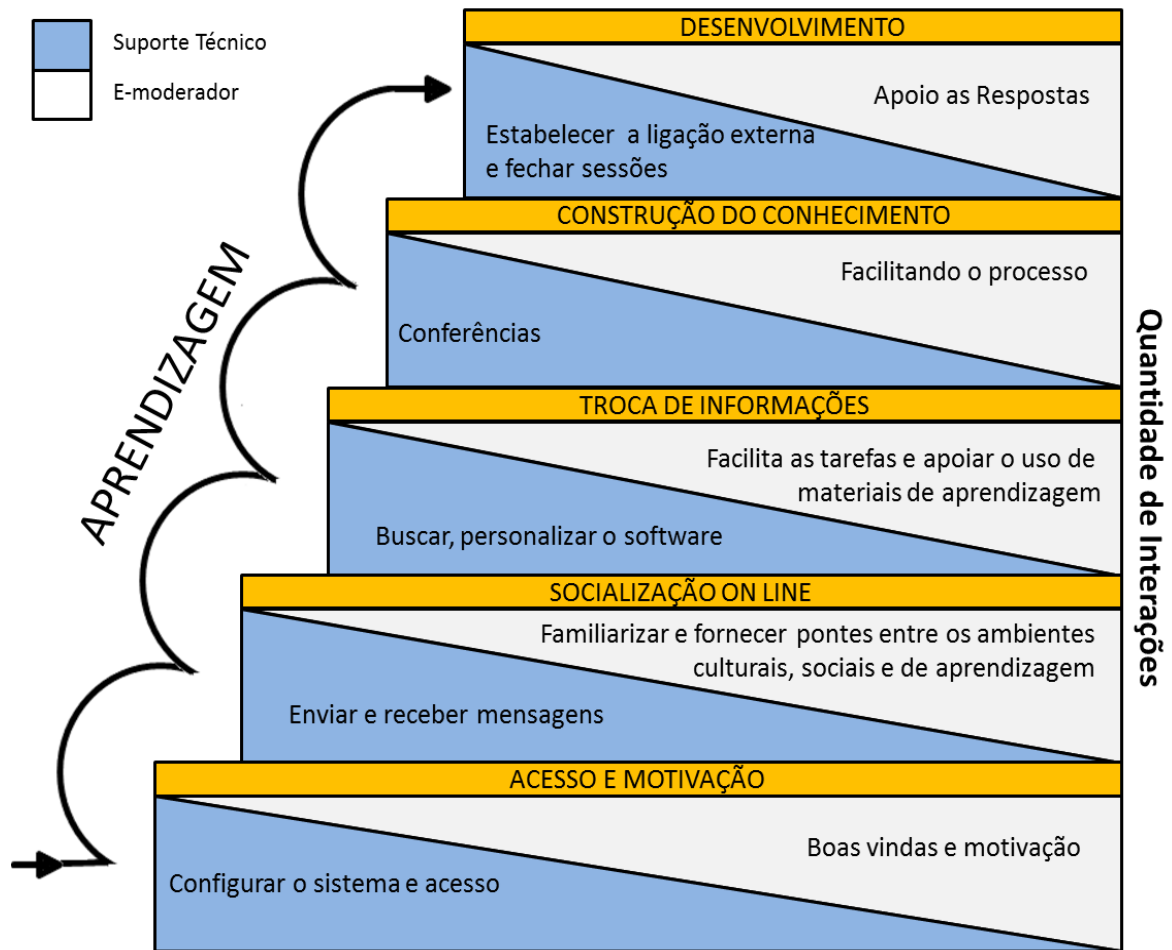 Suporte Técnico
E-moderador
DESENVOLVIMENTO
Apoio as Respostas
Estabelecer a ligação externa
e fechar sessões
CONSTRUÇÃO DO CONHECIMENTO
Facilitando o processo
Conferências
TROCA DE INFORMAÇÕES
Facilita as tarefas e apoiar o uso de
materiais de aprendizagem
Buscar, personalizar o software
SOCIALIZAÇÃO ON LINE
Familiarizar e fornecer pontes entre os ambientes
culturais, sociais e de aprendizagem
Enviar e receber mensagens
ACESSO E MOTIVAÇÃO
Boas vindas e motivação
Configurar o sistema e acesso
APRENDIZAGEM
Quantidade de Interações